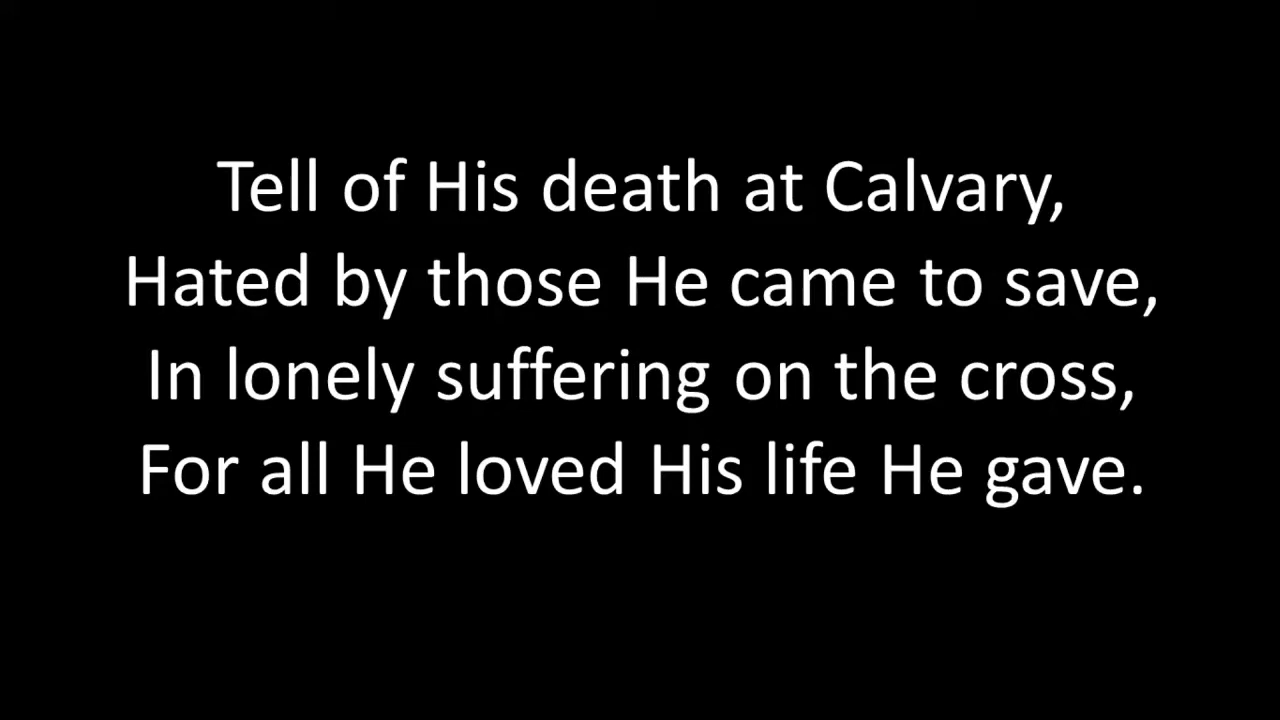 Tell of His death at Calvary,
Hated by those He came to save,
In lonely suffering on the cross,
For all He loved His life He gave.